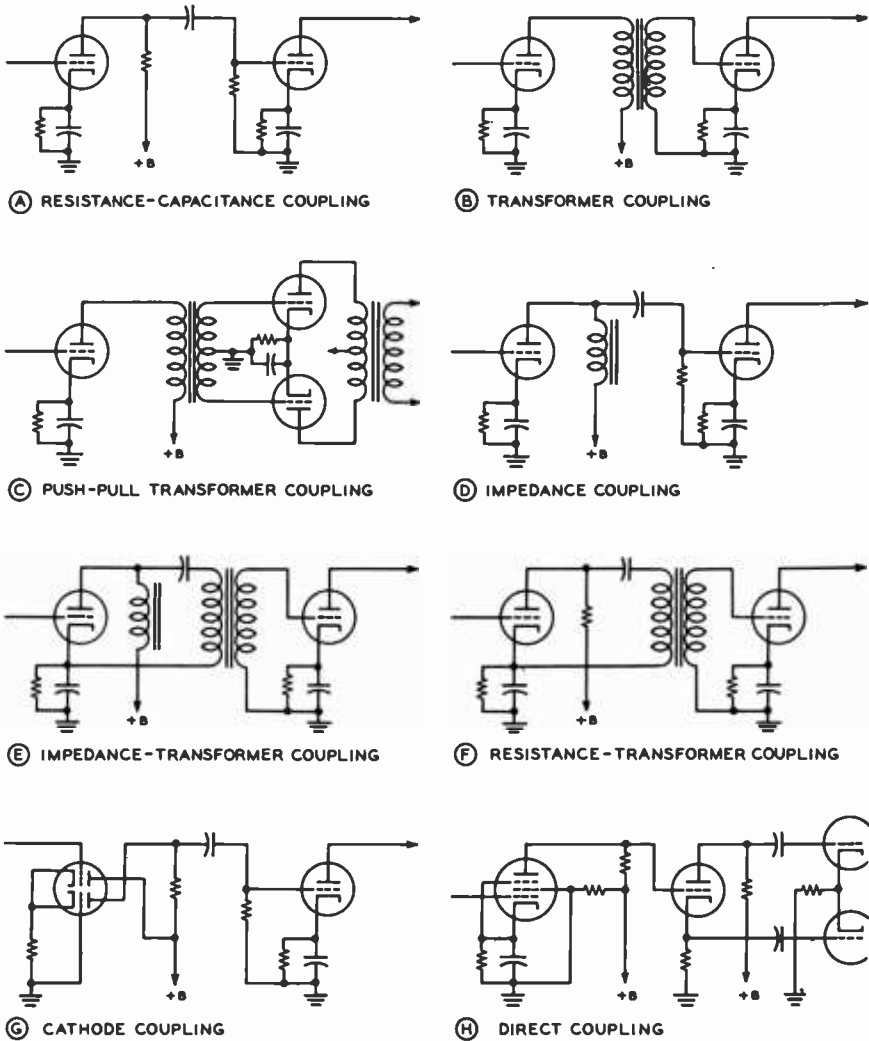 +B
Ⓐ RESISTANCE-CAPACITANCE COUPLING
+B
Ⓑ TRANSFORMER COUPLING
+B
Ⓒ PUSH-PULL TRANSFORMER COUPLING
+B
Ⓓ IMPEDANCE COUPLING
+B
Ⓔ IMPEDANCE-TRANSFORMER COUPLING
+B
Ⓕ RESISTANCE-TRANSFORMER COUPLING
+B
Ⓖ CATHODE COUPLING
+B
+B
Ⓗ DIRECT COUPLING